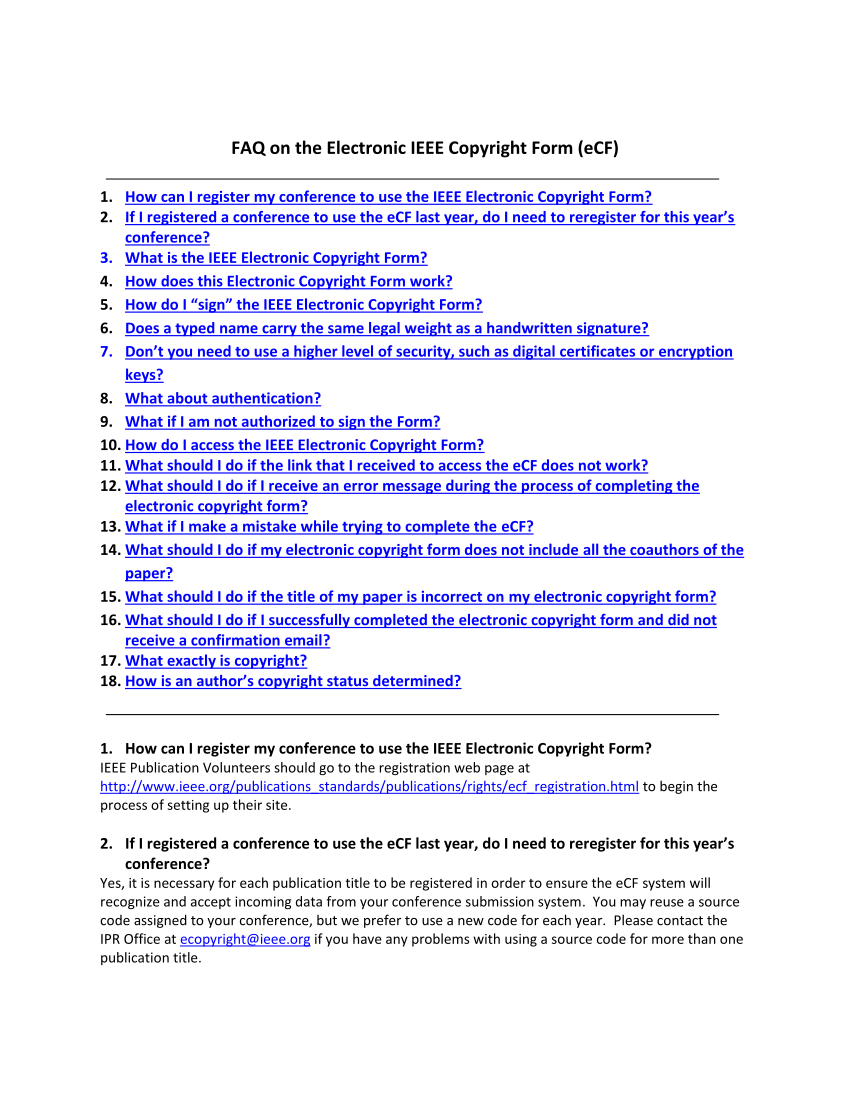 FAQ on the Electronic IEEE Copyright Form (eCF)
1. How can I register my conference to use the IEEE Electronic Copyright Form?
2. If I registered a conference to use the eCF last year, do I need to reregister for this year’s
conference?
3. What is the IEEE Electronic Copyright Form?
4. How does this Electronic Copyright Form work?
5. How do I “sign” the IEEE Electronic Copyright Form?
6. Does a typed name carry the same legal weight as a handwritten signature?
7. Don’t you need to use a higher level of security, such as digital certificates or encryption
keys?
8. What about authentication?
9. What if I am not authorized to sign the Form?
10. How do I access the IEEE Electronic Copyright Form?
11. What should I do if the link that I received to access the eCF does not work?
12. What should I do if I receive an error message during the process of completing the
electronic copyright form?
13. What if I make a mistake while trying to complete the eCF?
14. What should I do if my electronic copyright form does not include all the coauthors of the
paper?
15. What should I do if the title of my paper is incorrect on my electronic copyright form?
16. What should I do if I successfully completed the electronic copyright form and did not
receive a confirmation email?
17. What exactly is copyright?
18. How is an author’s copyright status determined?
1. How can I register my conference to use the IEEE Electronic Copyright Form?
IEEE Publication Volunteers should go to the registration web page at
http://www.ieee.org/publications_standards/publications/rights/ecf_registration.html to begin the
process of setting up their site.
2. If I registered a conference to use the eCF last year, do I need to reregister for this year’s
conference?
Yes, it is necessary for each publication title to be registered in order to ensure the eCF system will
recognize and accept incoming data from your conference submission system. You may reuse a source
code assigned to your conference, but we prefer to use a new code for each year. Please contact the
IPR Office at ecopyright@ieee.org if you have any problems with using a source code for more than one
publication title.